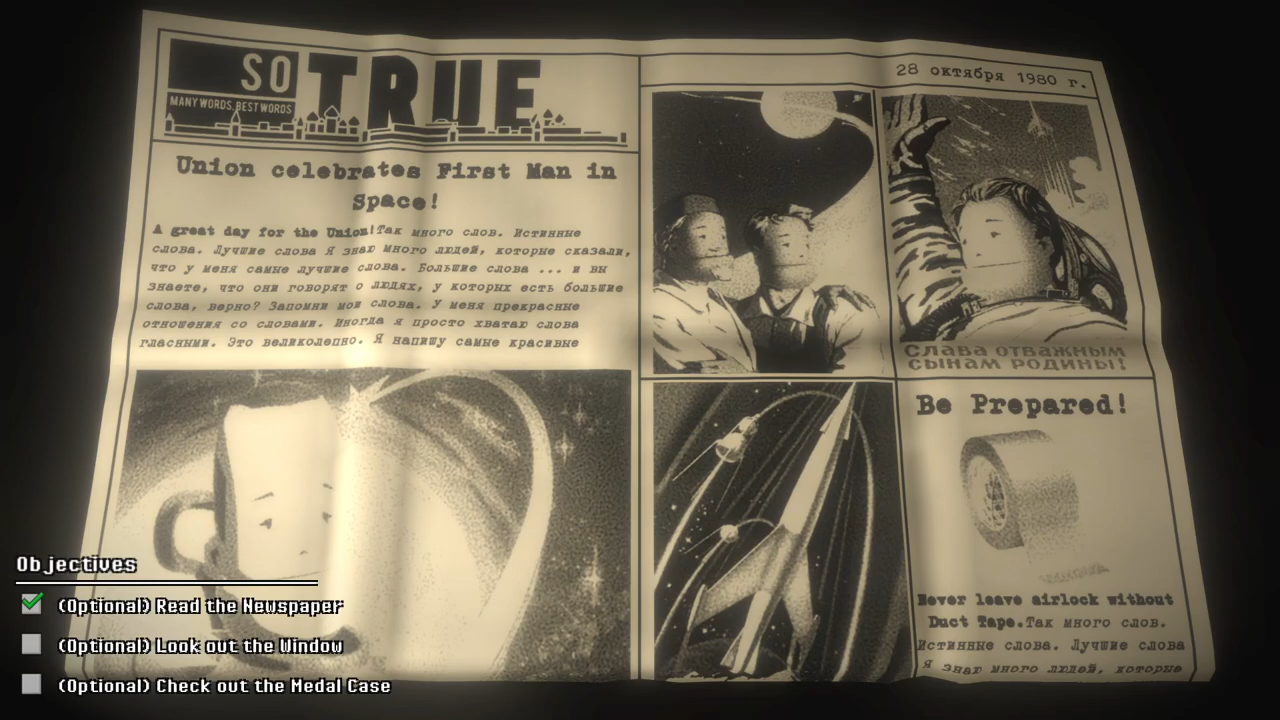 SO TRUE
MANY WORDS, BEST WORDS
28 октября 1980 г.
Union celebrates First Man in
Space!
A great day for the Union!Так много слов. Истинные
слова. Лучшие слова Я знаю много людей, которые сказали,
что у меня самые лучшие слова. Большие слова ... и вы
знаете, что они говорят о людях, у которых есть большие
слова, верно? Запомни мои слова. У меня прекрасные
отношения со словами. Иногда я просто хватаю слова
гласными. Это великолепно. Я напишу самые красивые
Слава отважным
сынам родины!
Be Prepared!
Never leave airlock without
Duct Tape.Так много слов.
Истинные слова. Лучшие слова
Я знаю много людей, которые
Objectives
(Optional) Read the Newspaper
(Optional) Look out the Window
(Optional) Check out the Medal Case